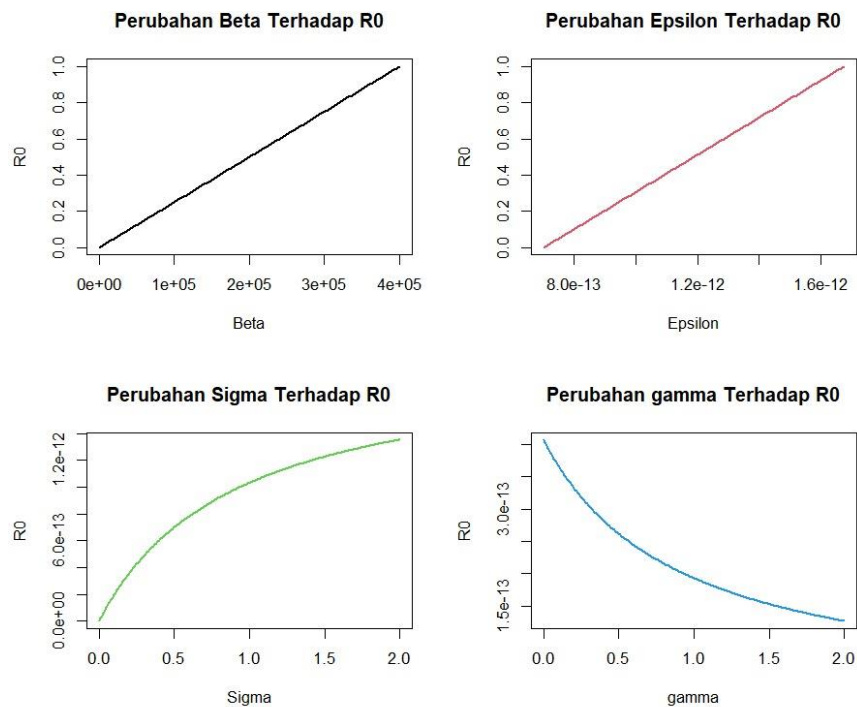 Perubahan Beta Terhadap R0
R0
0.0 0.2 0.4 0.6 0.8 1.0
0e+00 1e+05 2e+05 3e+05 4e+05
Beta
Perubahan Epsilon Terhadap R0
R0
0.0 0.2 0.4 0.6 0.8 1.0
8.0e-13 1.2e-12 1.6e-12
Epsilon
Perubahan Sigma Terhadap R0
R0
0.0e+00 6.0e-13 1.2e-12
0.0 0.5 1.0 1.5 2.0
Sigma
Perubahan gamma Terhadap R0
R0
1.5e-13 3.0e-13
0.0 0.5 1.0 1.5 2.0
gamma